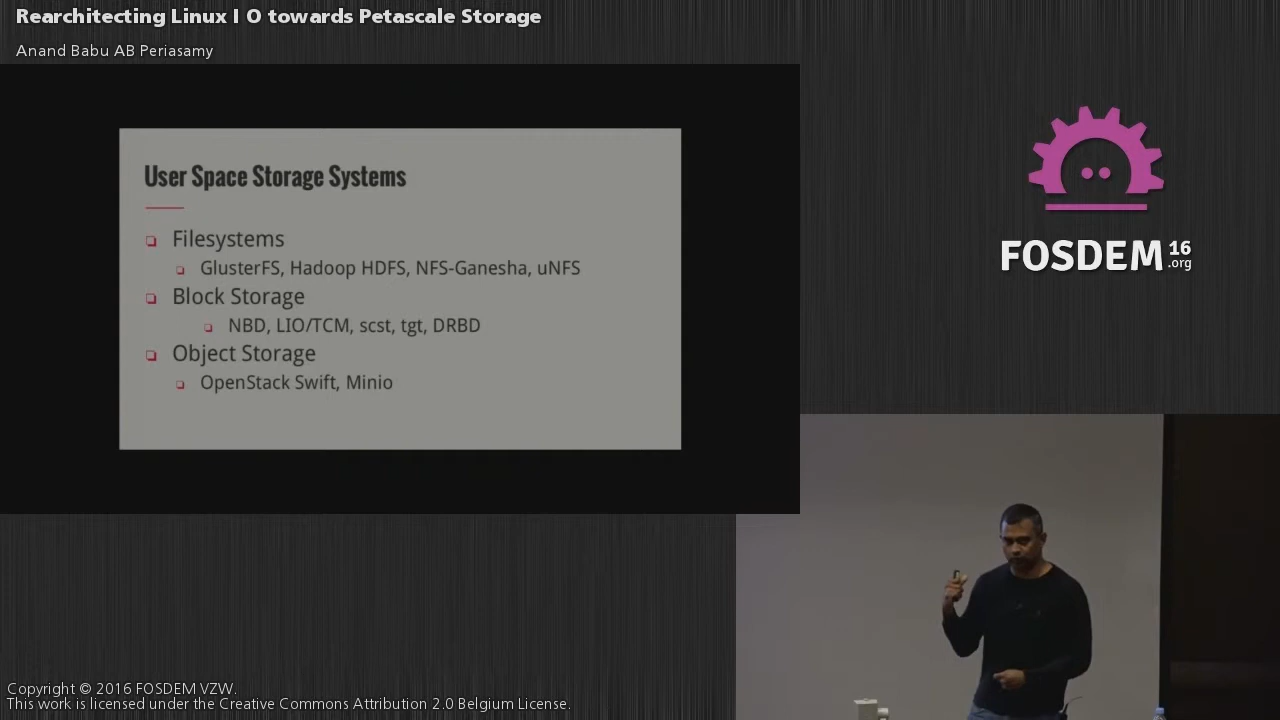 Rearchitecting Linux I O towards Petascale Storage
Anand Babu AB Periasamy
User Space Storage Systems
Filesystems
GlusterFS, Hadoop HDFS, NFS-Ganesha, uNFS
Block Storage
NBD, LIO/TCM, scst, tgt, DRBD
Object Storage
OpenStack Swift, Minio
FOSDEM 16
.org
Copyright © 2016 FOSDEM VZW.
This work is licensed under the Creative Commons Attribution 2.0 Belgium License.